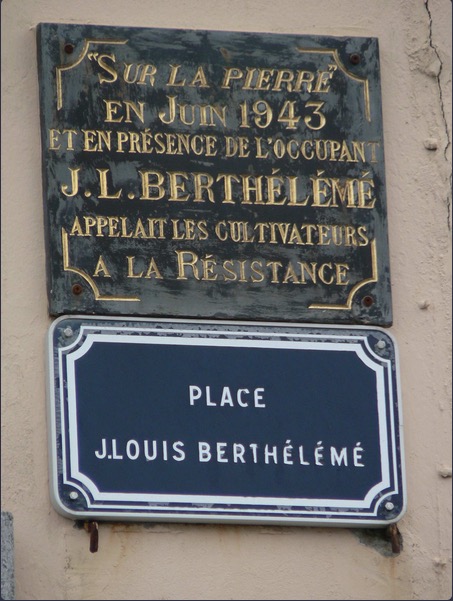 "SUR LA PIERRE"
EN JUIN 1943
ET EN PRÉSENCE DE L'OCCUPANT
J.L.BERTHÉLÉMÉ
APPELAIT LES CULTIVATEURS
A LA RÉSISTANCE
PLACE
J.LOUIS BERTHÉLÉMÉ